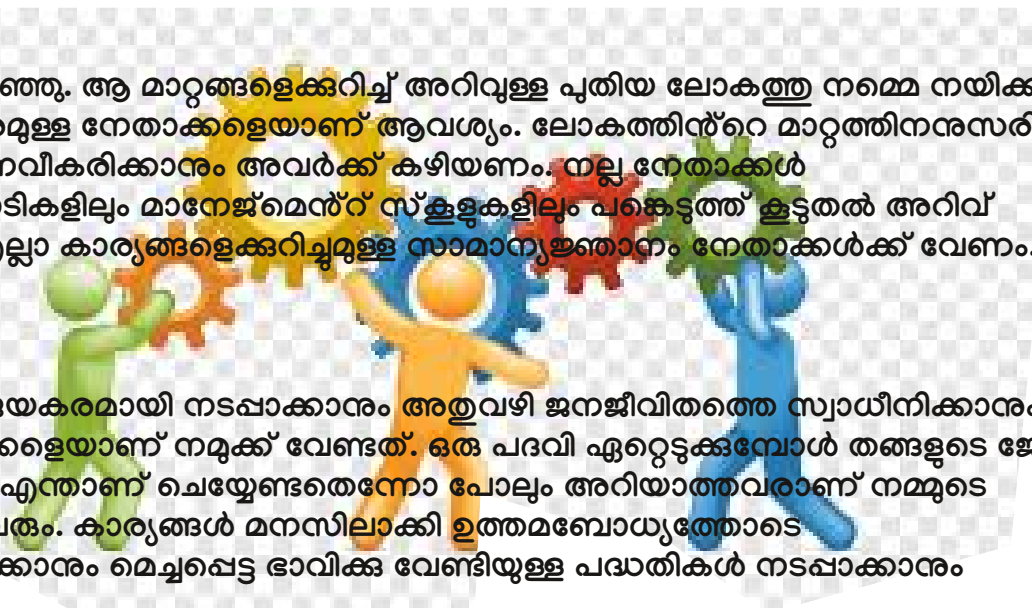 ഞ്ഞു. ആ മാറ്റങ്ങളെക്കുറിച്ച് അറിവുള്ള പുതിയ ലോകത്തു നമ്മെ നയിക്ക
മുള്ള നേതാക്കളെയാണ് ആവശ്യം. ലോകത്തിൻ്റെ മാറ്റത്തിനനുസരി
നവീകരിക്കാനും അവർക്ക് കഴിയണം. നല്ല നേതാക്കൾ
ടികളിലും മാനേജ്മെൻ്റ് സ്കൂളുകളിലും പങ്കെടുത്ത് കൂടുതൽ അറിവ്
ല്ലാ കാര്യങ്ങളെക്കുറിച്ചുമുള്ള സാമാന്യജ്ഞാനം നേതാക്കൾക്ക് വേണം.
യകരമായി നടപ്പാക്കാനും അതുവഴി ജനജീവിതത്തെ സ്വാധീനിക്കാനും
ളെയാണ് നമുക്ക് വേണ്ടത്. ഒരു പദവി ഏറ്റെടുക്കുമ്പോൾ തങ്ങളുടെ ജോ
എന്താണ് ചെയ്യേണ്ടതെന്നോ പോലും അറിയാത്തവരാണ് നമ്മുടെ
രും. കാര്യങ്ങൾ മനസിലാക്കി ഉത്തമബോധ്യത്തോടെ
ക്കാനും മെച്ചപ്പെട്ട ഭാവിക്കു വേണ്ടിയുള്ള പദ്ധതികൾ നടപ്പാക്കാനും